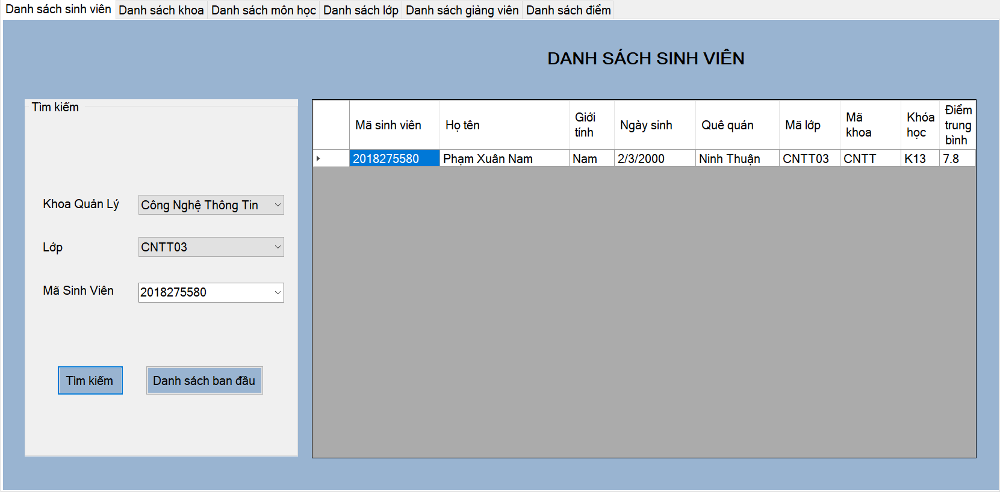 Danh sách sinh viên Danh sách khoa Danh sách môn học Danh sách lớp Danh sách giảng viên Danh sách điểm
DANH SÁCH SINH VIÊN
Tìm kiếm
Khoa Quản Lý Công Nghệ Thông Tin
Lớp CNTT03
Mã Sinh Viên 2018275580
Tìm kiếm Danh sách ban đầu
Mã sinh viên Họ tên Giới tính Ngày sinh Quê quán Mã lớp Mã khoa Khóa học Điểm trung bình
2018275580 Phạm Xuân Nam Nam 2/3/2000 Ninh Thuận CNTT03 CNTT K13 7.8